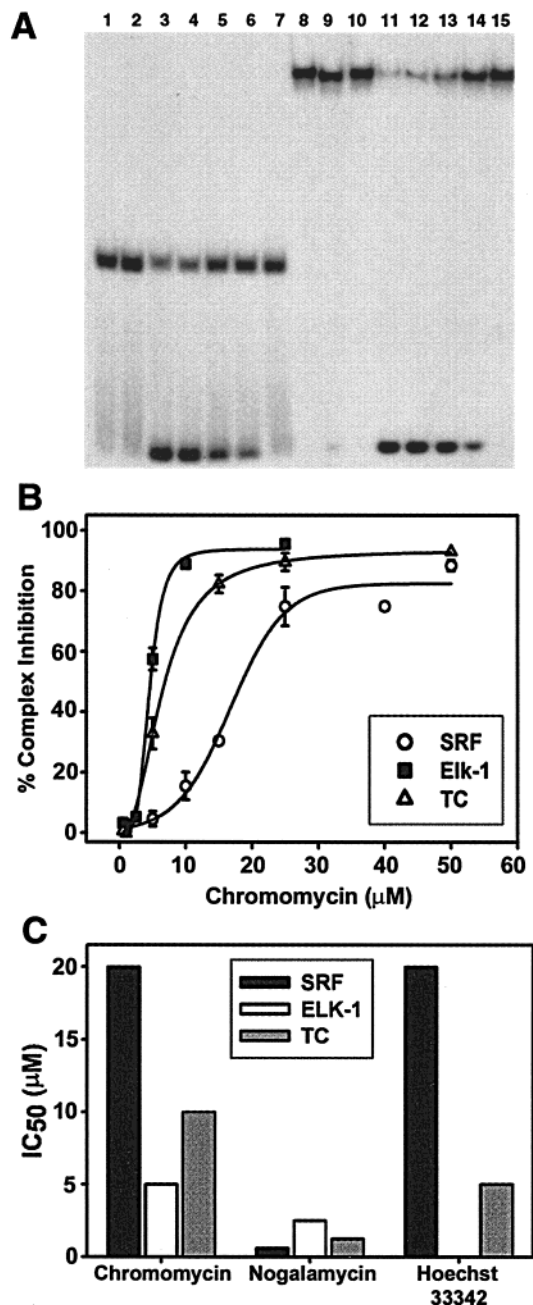 A
1 2 3 4 5 6 7 8 9 10 11 12 13 14 15
B
100
80
60
40
20
0
% Complex Inhibition
SRF
Elk-1
TC
0 10 20 30 40 50 60
Chromomycin (μM)
C
20
15
10
5
0
IC50 (μM)
SRF
ELK-1
TC
Chromomycin Nogalamycin Hoechst
33342